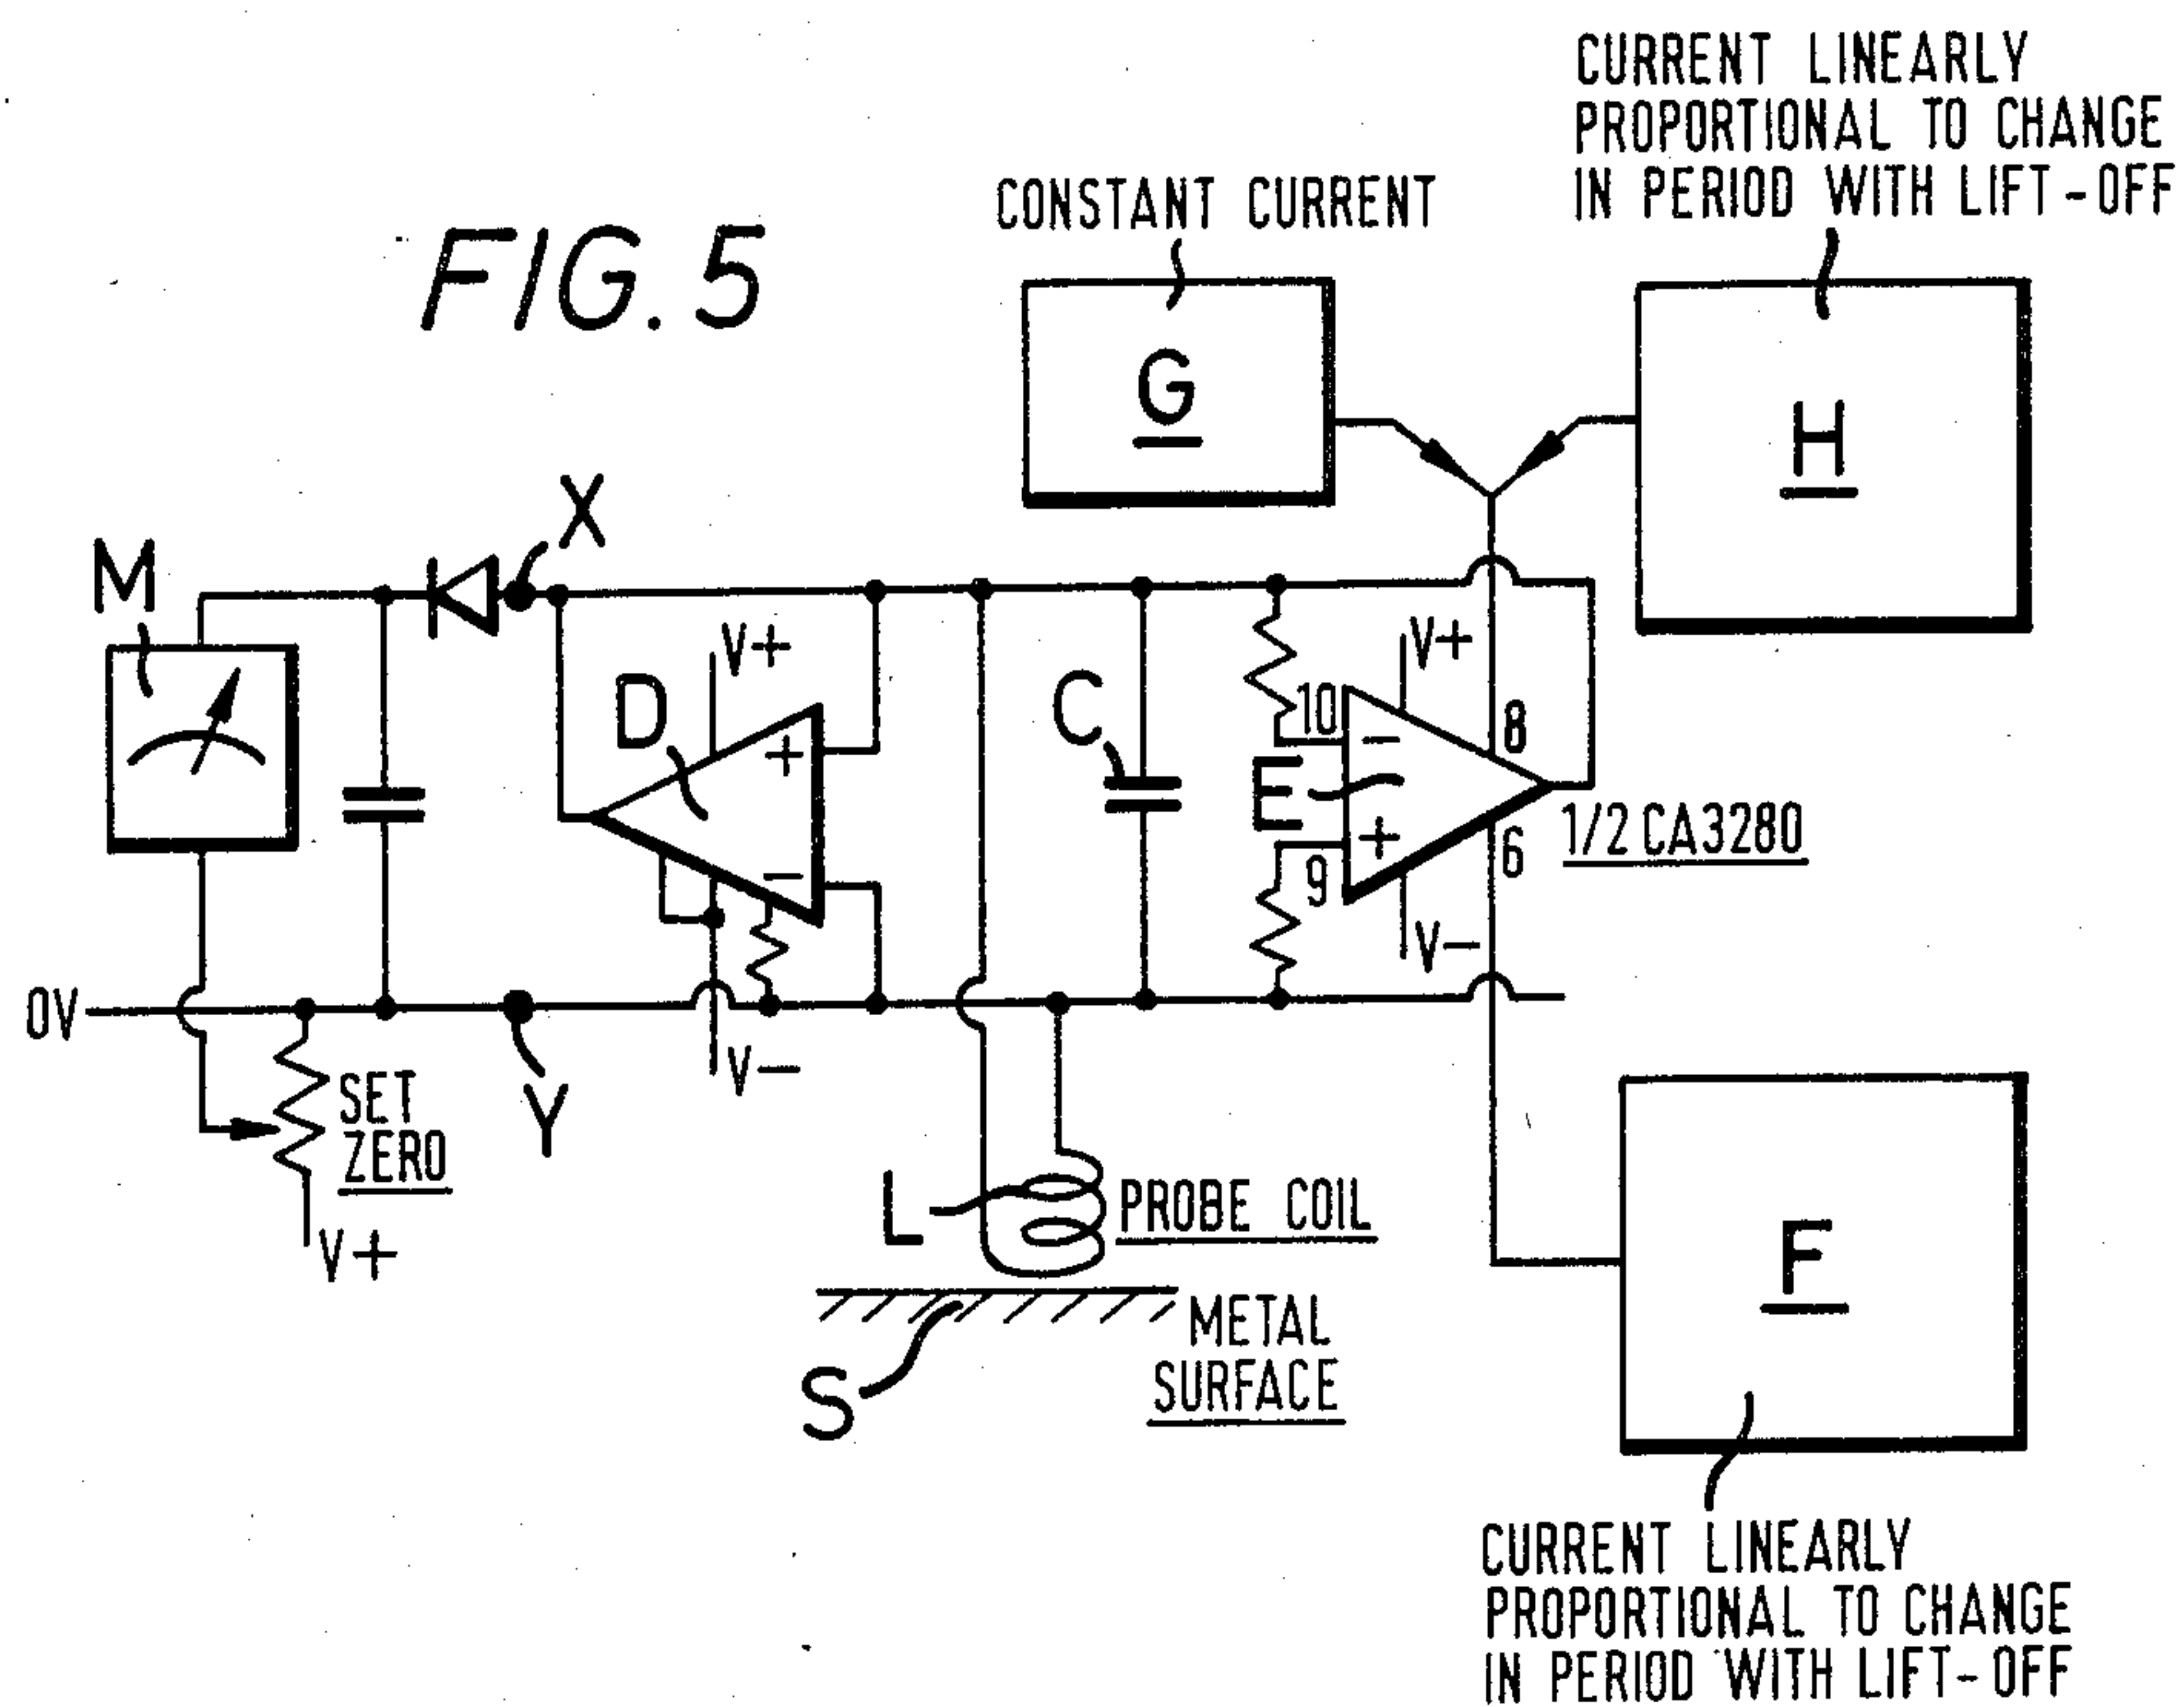 CURRENT LINEARLY
PROPORTIONAL TO CHANGE
IN PERIOD WITH LIFT-OFF
CONSTANT CURRENT
FIG. 5
G
H
X
M
V+
D
+
-
C
V+
10
-
8
E
+
9
6
1/2 CA3280
V-
0V
V-
Y
SET
ZERO
V+
L
PROBE COIL
METAL
SURFACE
S
F
CURRENT LINEARLY
PROPORTIONAL TO CHANGE
IN PERIOD WITH LIFT-OFF